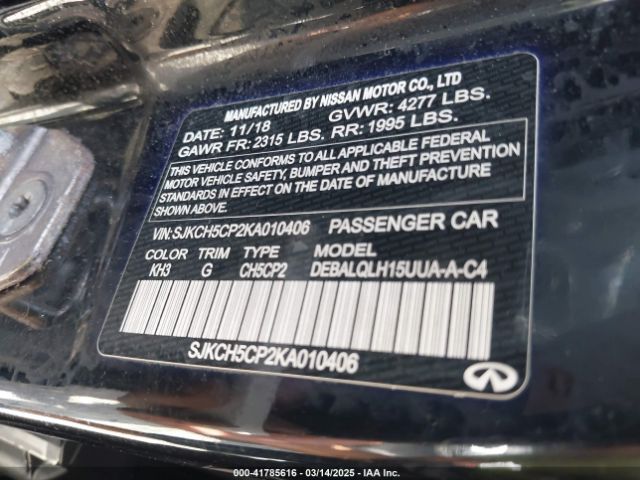 MANUFACTURED BY NISSAN MOTOR CO., LTD
DATE: 11/18 GVWR: 4277 LBS.
GAWR FR: 2315 LBS. RR: 1995 LBS.
THIS VEHICLE CONFORMS TO ALL APPLICABLE FEDERAL
MOTOR VEHICLE SAFETY, BUMPER AND THEFT PREVENTION
STANDARDS IN EFFECT ON THE DATE OF MANUFACTURE
SHOWN ABOVE.
VIN:SJKCH5CP2KA010406 PASSENGER CAR
COLOR TRIM TYPE MODEL
KH3 G CH5CP2 DEBALQLH15UUA-A-C4
SJKCH5CP2KA010406
000-41785616 - 03/14/2025 - IAA Inc.